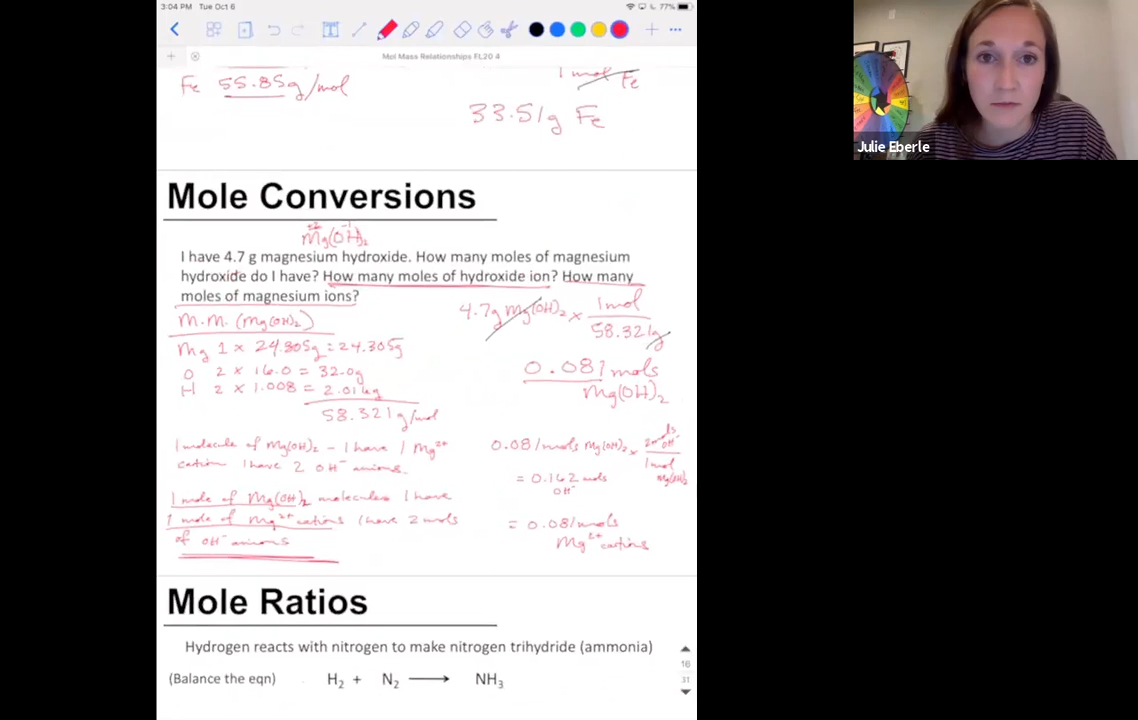 3:04 PM Tue Oct 6
77%
Mol Mass Relationships FL20 4
Fe 55.85g/mol
1 mol Fe
33.51g Fe
Mole Conversions
+2 -1
Mg(OH)2
I have 4.7 g magnesium hydroxide. How many moles of magnesium
hydroxide do I have? How many moles of hydroxide ion? How many
moles of magnesium ions?
M.M. (Mg(OH)2)
Mg 1 x 24.305g = 24.305g
O 2 x 16.0 = 32.0g
H 2 x 1.008 = 2.016g
58.321g/mol
4.7g Mg(OH)2 x 1mol
58.321g
0.081 mols
Mg(OH)2
1 molecule of Mg(OH)2 - I have 1 Mg2+
cation I have 2 OH- anions.
1 mole of Mg(OH)2 molecules I have
1 mole of Mg2+ cations I have 2 mols
of OH- anions
0.081 mols Mg(OH)2 x 2mols OH-
1 mol Mg(OH)2
= 0.162 mols
OH-
= 0.081 mols
Mg2+ cations
Mole Ratios
Hydrogen reacts with nitrogen to make nitrogen trihydride (ammonia)
(Balance the eqn) H2 + N2 ⟶ NH3
16
31
Julie Eberle